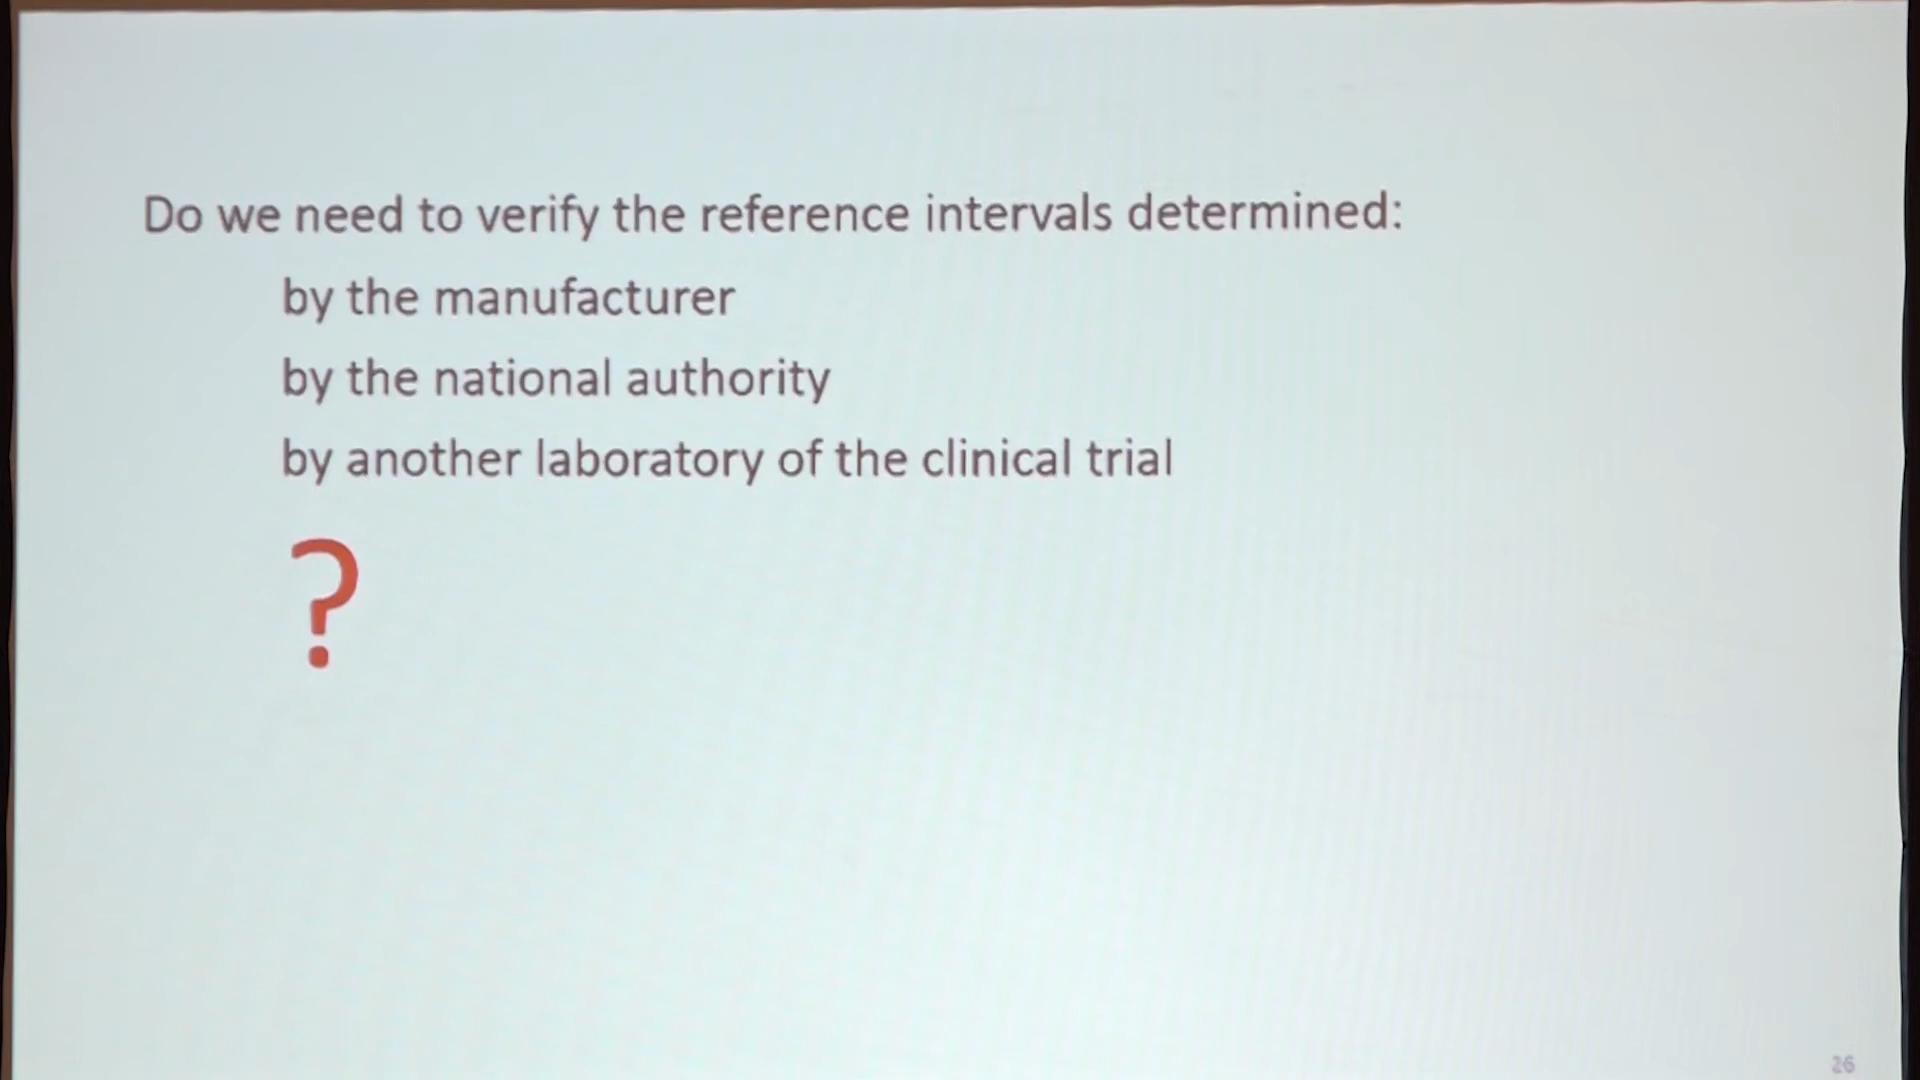 Do we need to verify the reference intervals determined:
by the manufacturer
by the national authority
by another laboratory of the clinical trial
?
26